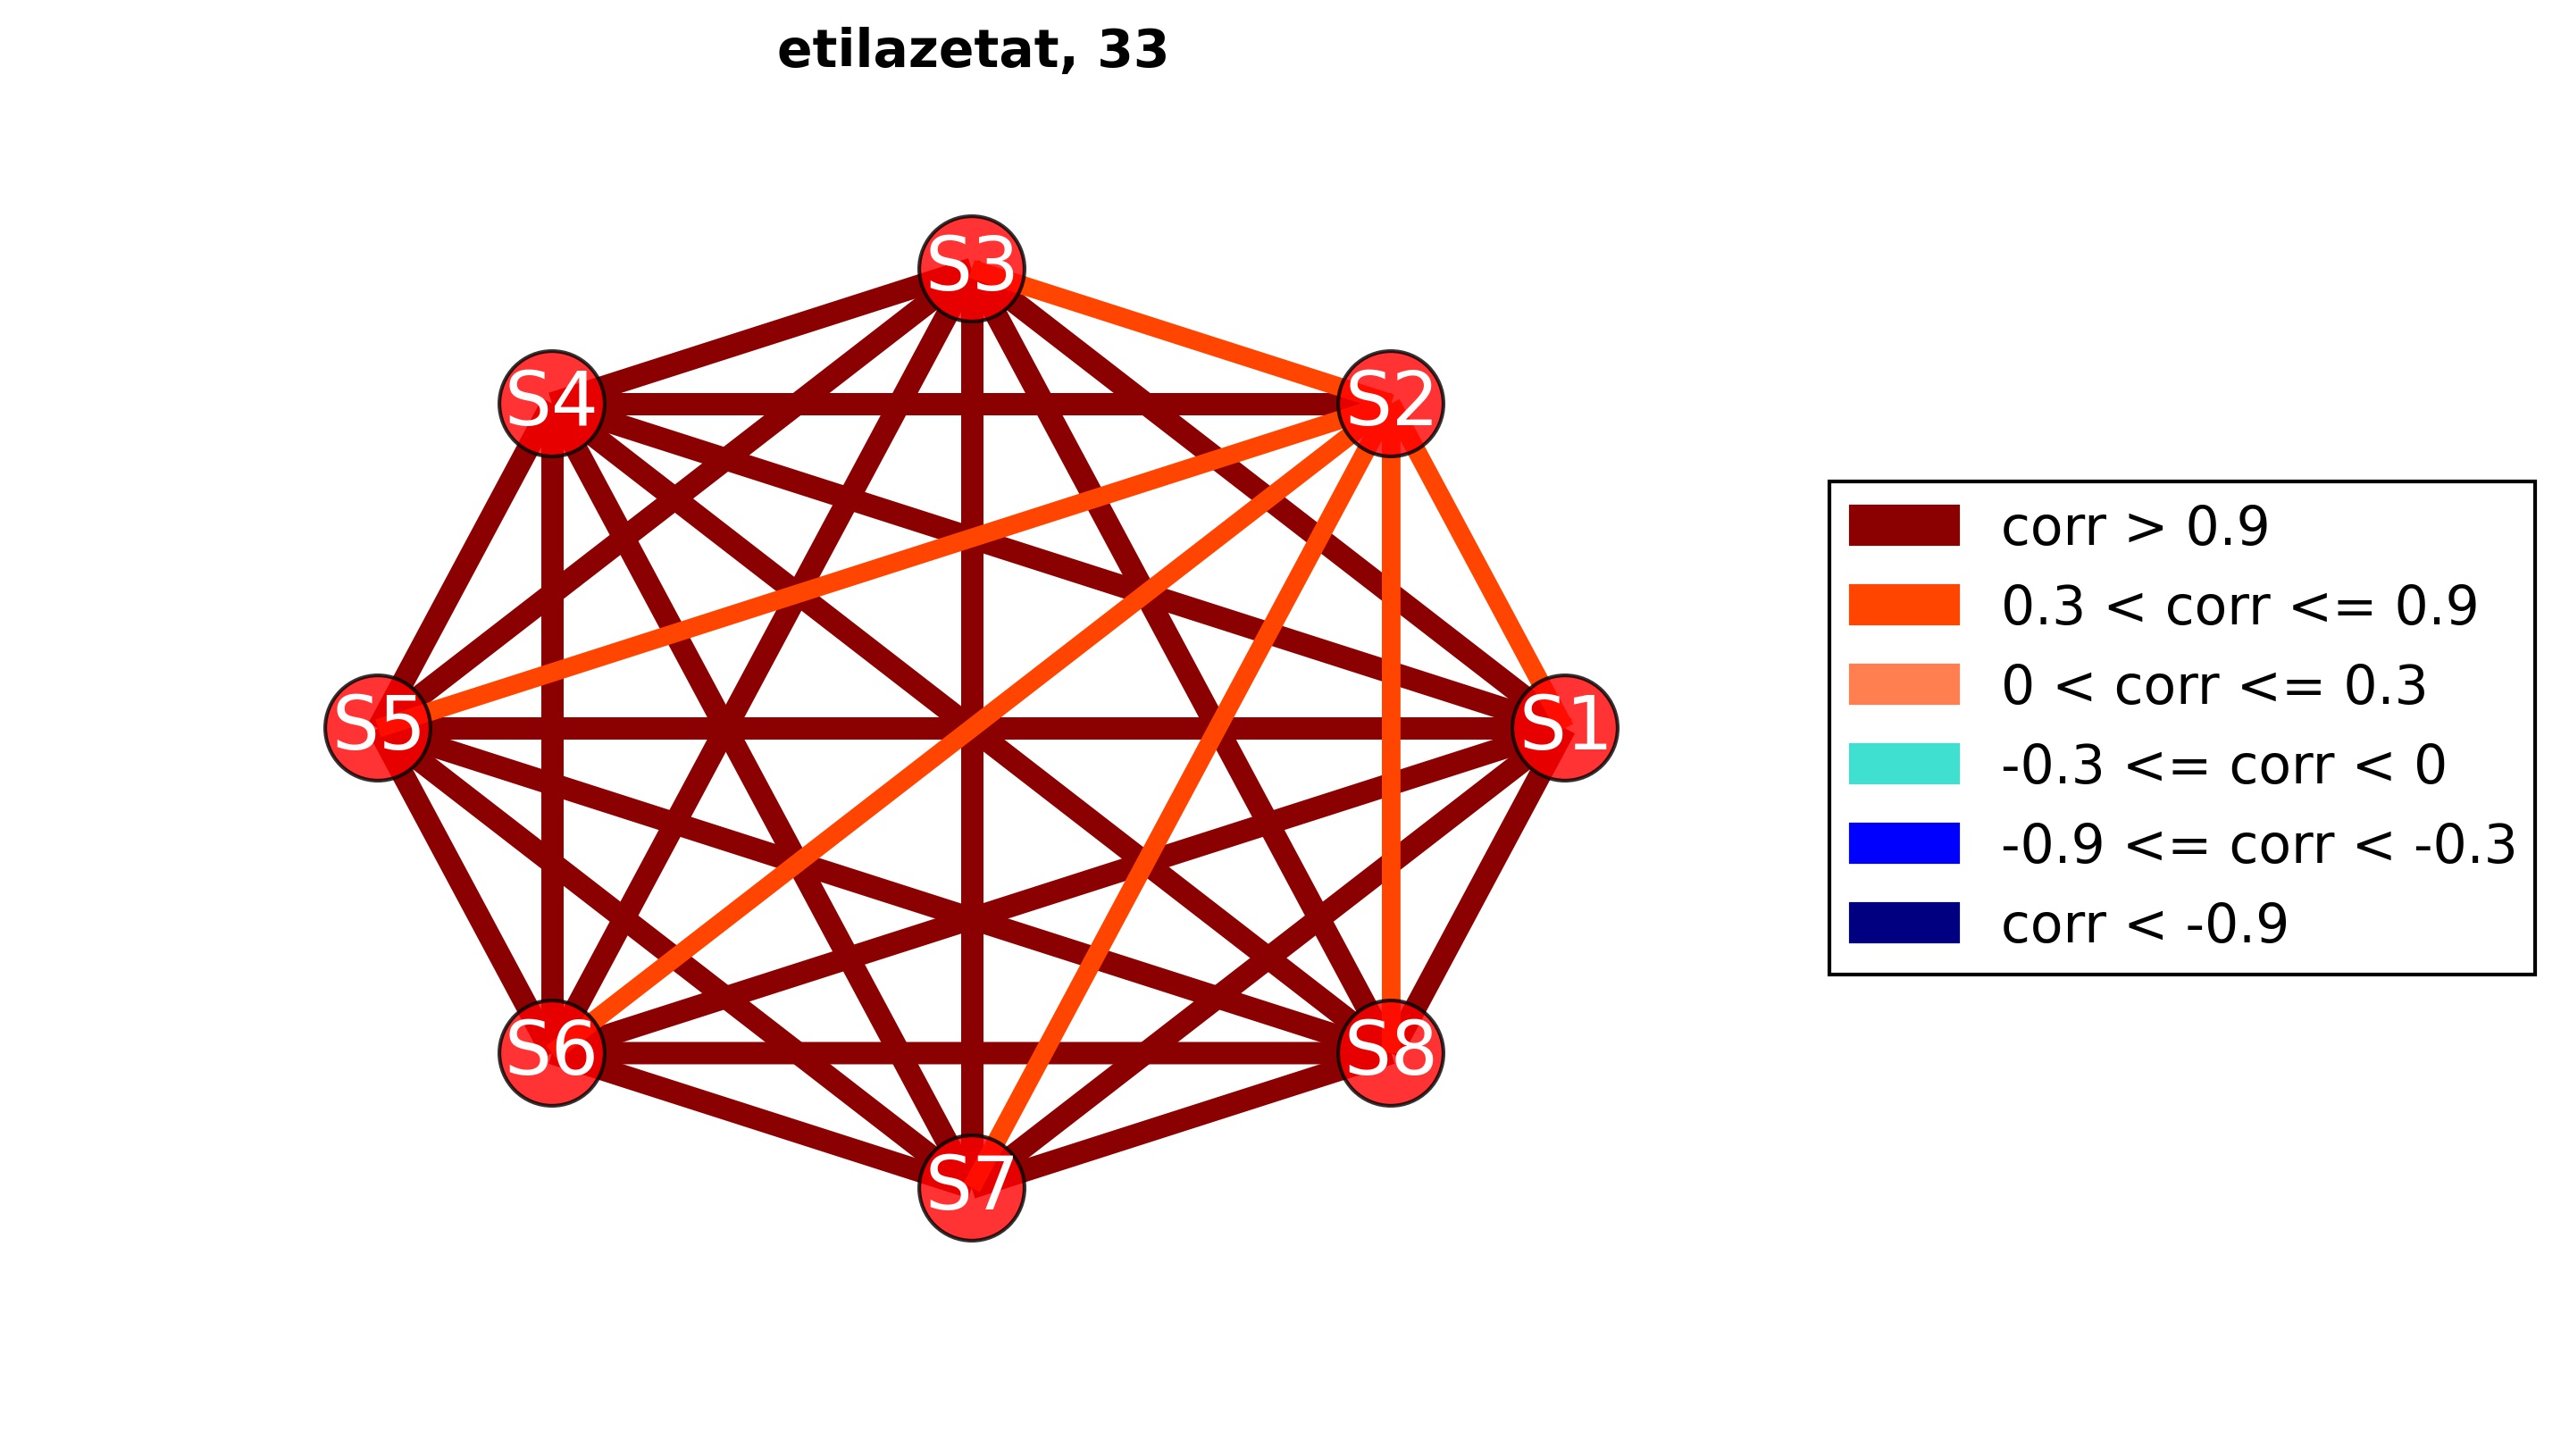 etilazetat, 33
S3
S4
S2
S5
S1
S6
S8
S7
corr > 0.9
0.3 < corr <= 0.9
0 < corr <= 0.3
-0.3 <= corr < 0
-0.9 <= corr < -0.3
corr < -0.9